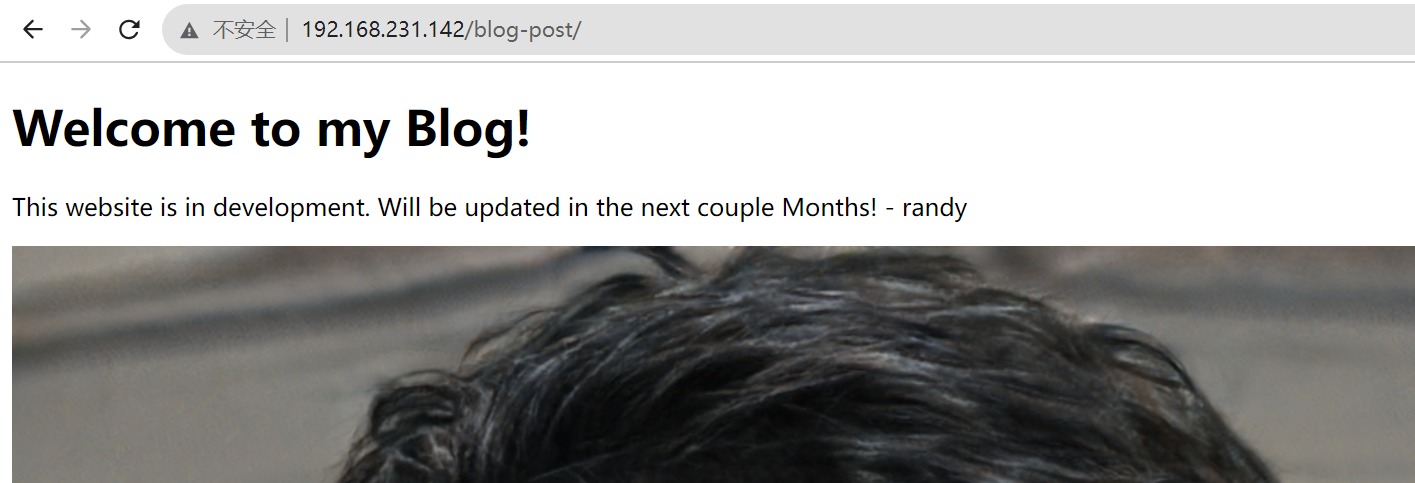 不安全 | 192.168.231.142/blog-post/
Welcome to my Blog!
This website is in development. Will be updated in the next couple Months! - randy